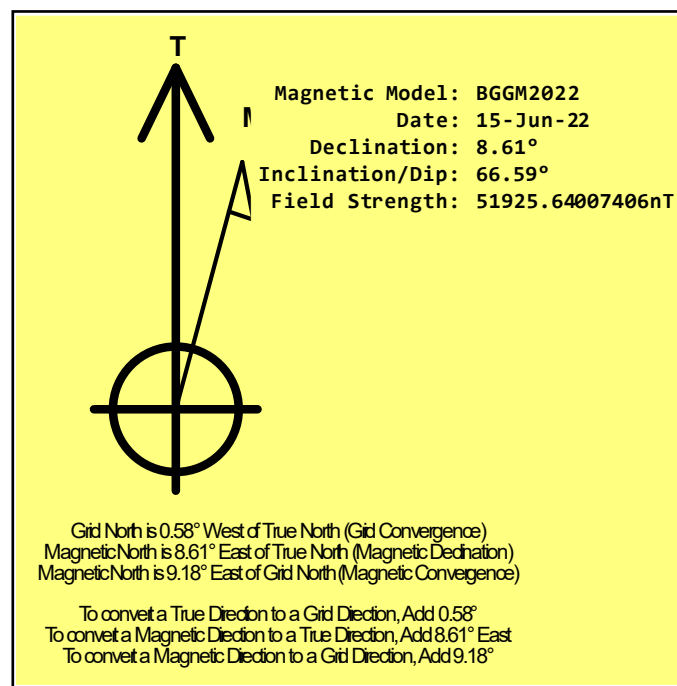 T
M
Magnetic Model: BGGM2022
Date: 15-Jun-22
Declination: 8.61°
Inclination/Dip: 66.59°
Field Strength: 51925.64007406nT
Grid North is 0.58° West of True North (Grid Convergence)
Magnetic North is 8.61° East of True North (Magnetic Declination)
Magnetic North is 9.18° East of Grid North (Magnetic Convergence)
To convert a True Direction to a Grid Direction, Add 0.58°
To convert a Magnetic Direction to a True Direction, Add 8.61° East
To convert a Magnetic Direction to a Grid Direction, Add 9.18°